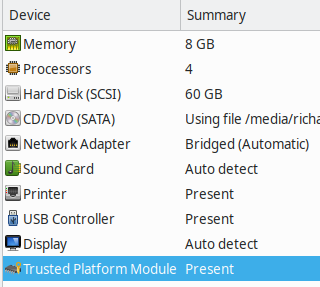 Device Summary
Memory 8 GB
Processors 4
Hard Disk (SCSI) 60 GB
CD/DVD (SATA) Using file /media/richa
Network Adapter Bridged (Automatic)
Sound Card Auto detect
Printer Present
USB Controller Present
Display Auto detect
Trusted Platform Module Present